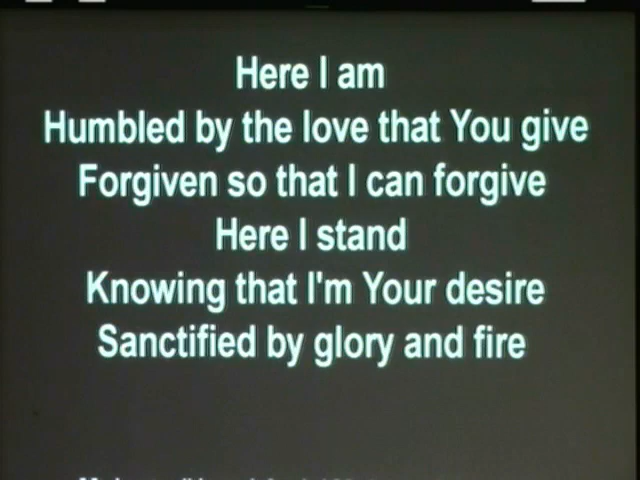 Here I am
Humbled by the love that You give
Forgiven so that I can forgive
Here I stand
Knowing that I'm Your desire
Sanctified by glory and fire